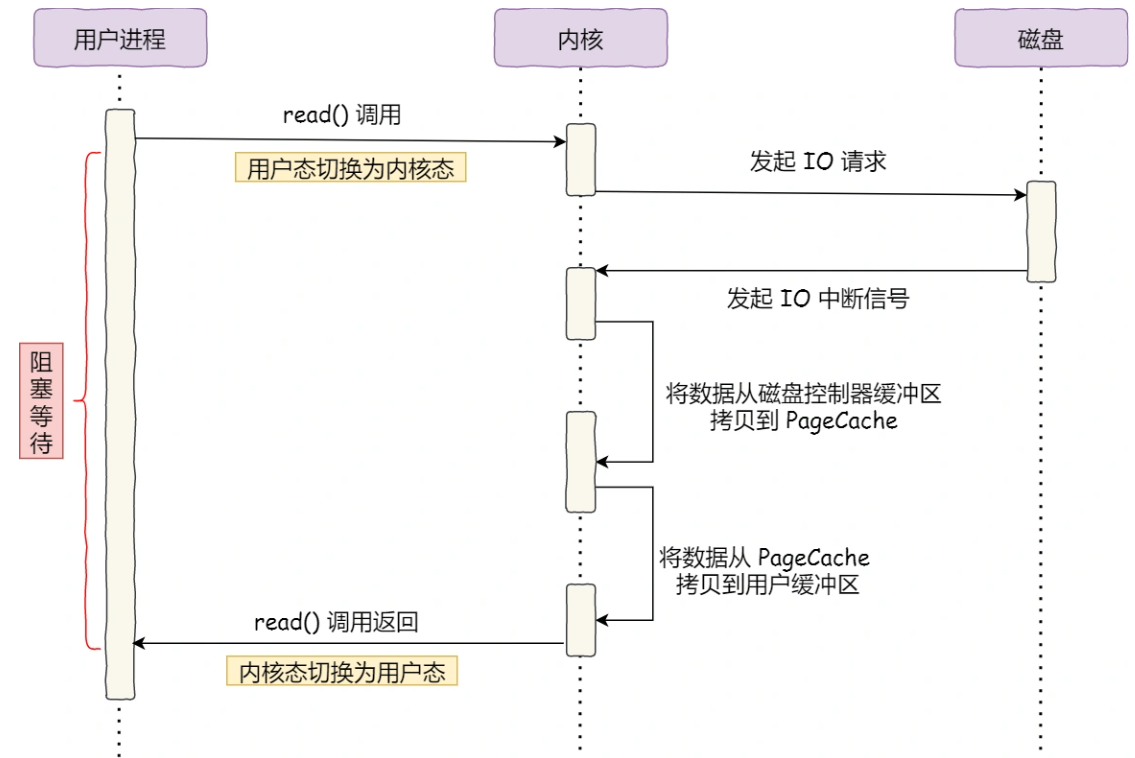 用户进程
内核
磁盘
read() 调用
用户态切换为内核态
发起 IO 请求
发起 IO 中断信号
阻
塞
等
待
将数据从磁盘控制器缓冲区
拷贝到 PageCache
将数据从 PageCache
拷贝到用户缓冲区
read() 调用返回
内核态切换为用户态